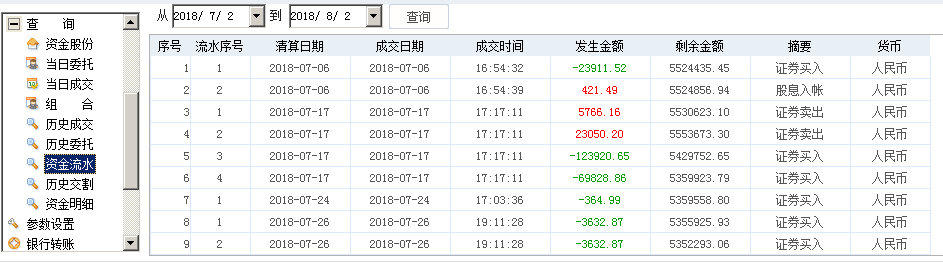 从 2018/ 7/ 2 到 2018/ 8/ 2 查询
查 询
资金股份
当日委托
当日成交
组 合
历史成交
历史委托
资金流水
历史交割
资金明细
参数设置
银行转账
序号 流水序号 清算日期 成交日期 成交时间 发生金额 剩余金额 摘要 货币
1 1 2018-07-06 2018-07-06 16:54:32 -23911.52 5524435.45 证券买入 人民币
2 2 2018-07-06 2018-07-06 16:54:39 421.49 5524856.94 股息入帐 人民币
3 1 2018-07-17 2018-07-17 17:17:11 5766.16 5530623.10 证券卖出 人民币
4 2 2018-07-17 2018-07-17 17:17:11 23050.20 5553673.30 证券卖出 人民币
5 3 2018-07-17 2018-07-17 17:17:11 -123920.65 5429752.65 证券买入 人民币
6 4 2018-07-17 2018-07-17 17:17:11 -69828.86 5359923.79 证券买入 人民币
7 1 2018-07-24 2018-07-24 17:03:36 -364.99 5359558.80 证券买入 人民币
8 1 2018-07-26 2018-07-26 19:11:28 -3632.87 5355925.93 证券买入 人民币
9 2 2018-07-26 2018-07-26 19:11:28 -3632.87 5352293.06 证券买入 人民币